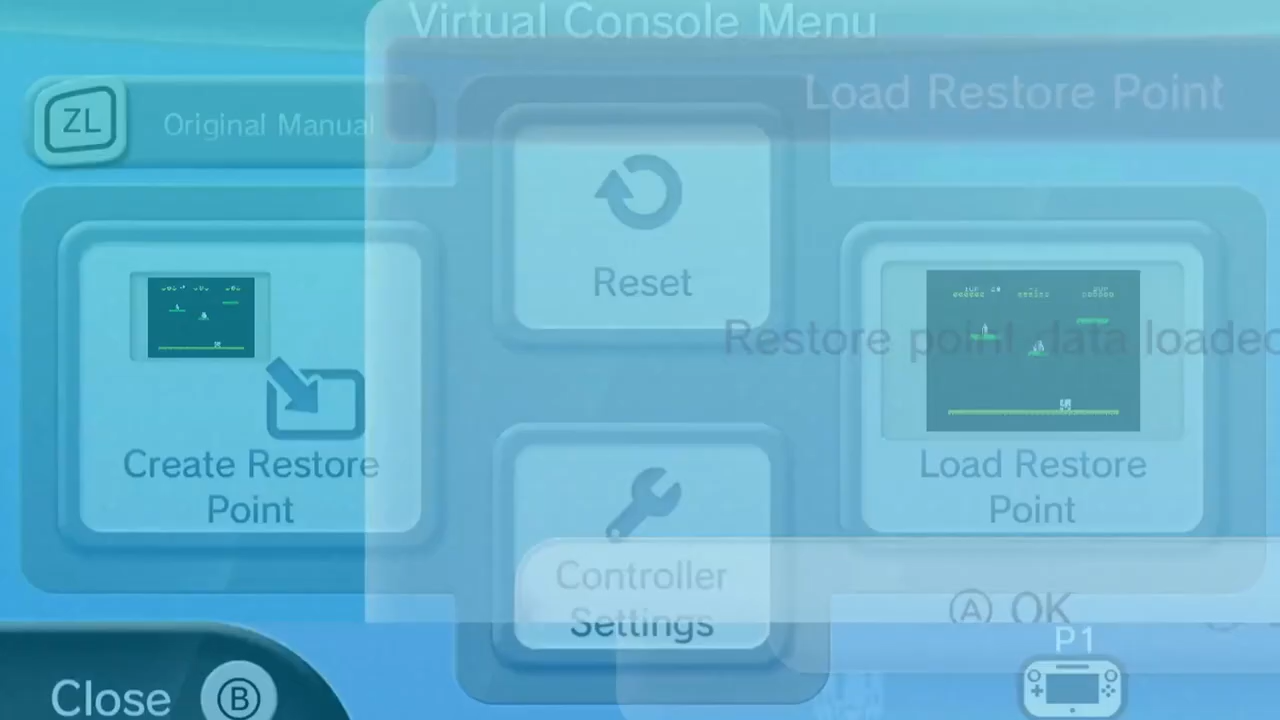 Virtual Console Menu
Load Restore Point
ZL
Original Manual
Reset
Restore point data loaded
Create Restore
Point
Load Restore
Point
Controller
Settings
A OK
P1
Close B